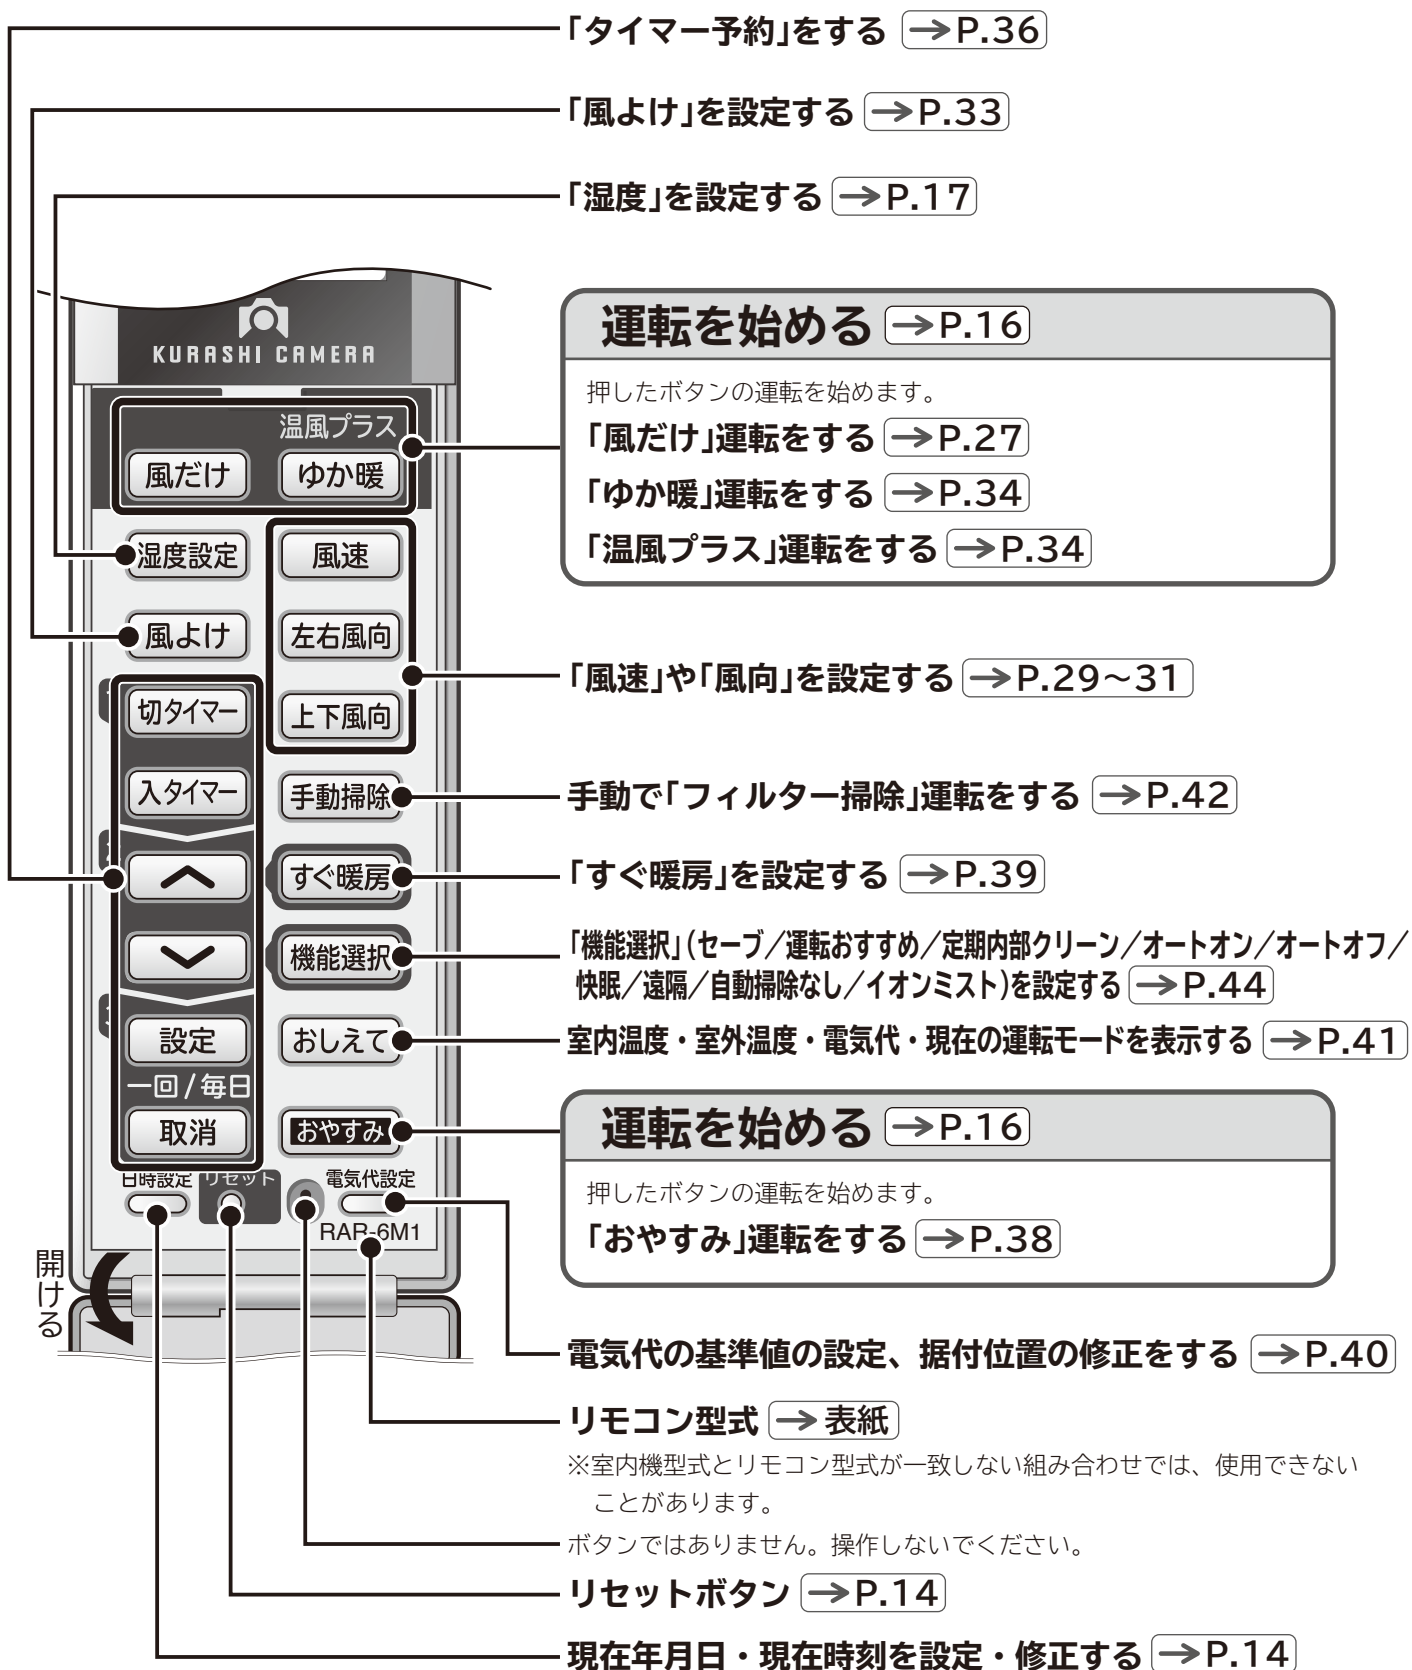 「タイマー予約」をする →P.36
「風よけ」を設定する →P.33
「湿度」を設定する →P.17
KURASHI CAMERA
温風プラス
風だけ ゆか暖
湿度設定 風速
風よけ 左右風向
切タイマー 上下風向
入タイマー 手動掃除
すぐ暖房
機能選択
設定 おしえて
一回/毎日
取消 おやすみ
日時設定 リセット 電気代設定
RAR-6M1
開ける
運転を始める →P.16
押したボタンの運転を始めます。
「風だけ」運転をする →P.27
「ゆか暖」運転をする →P.34
「温風プラス」運転をする →P.34
「風速」や「風向」を設定する →P.29～31
手動で「フィルター掃除」運転をする →P.42
「すぐ暖房」を設定する →P.39
「機能選択」（セーブ／運転おすすめ／定期内部クリーン／オートオン／オートオフ／
快眠／遠隔／自動掃除なし／イオンミスト）を設定する →P.44
室内温度・室外温度・電気代・現在の運転モードを表示する →P.41
運転を始める →P.16
押したボタンの運転を始めます。
「おやすみ」運転をする →P.38
電気代の基準値の設定、据付位置の修正をする →P.40
リモコン型式 →表紙
※室内機型式とリモコン型式が一致しない組み合わせでは、使用できない
ことがあります。
ボタンではありません。操作しないでください。
リセットボタン →P.14
現在年月日・現在時刻を設定・修正する →P.14